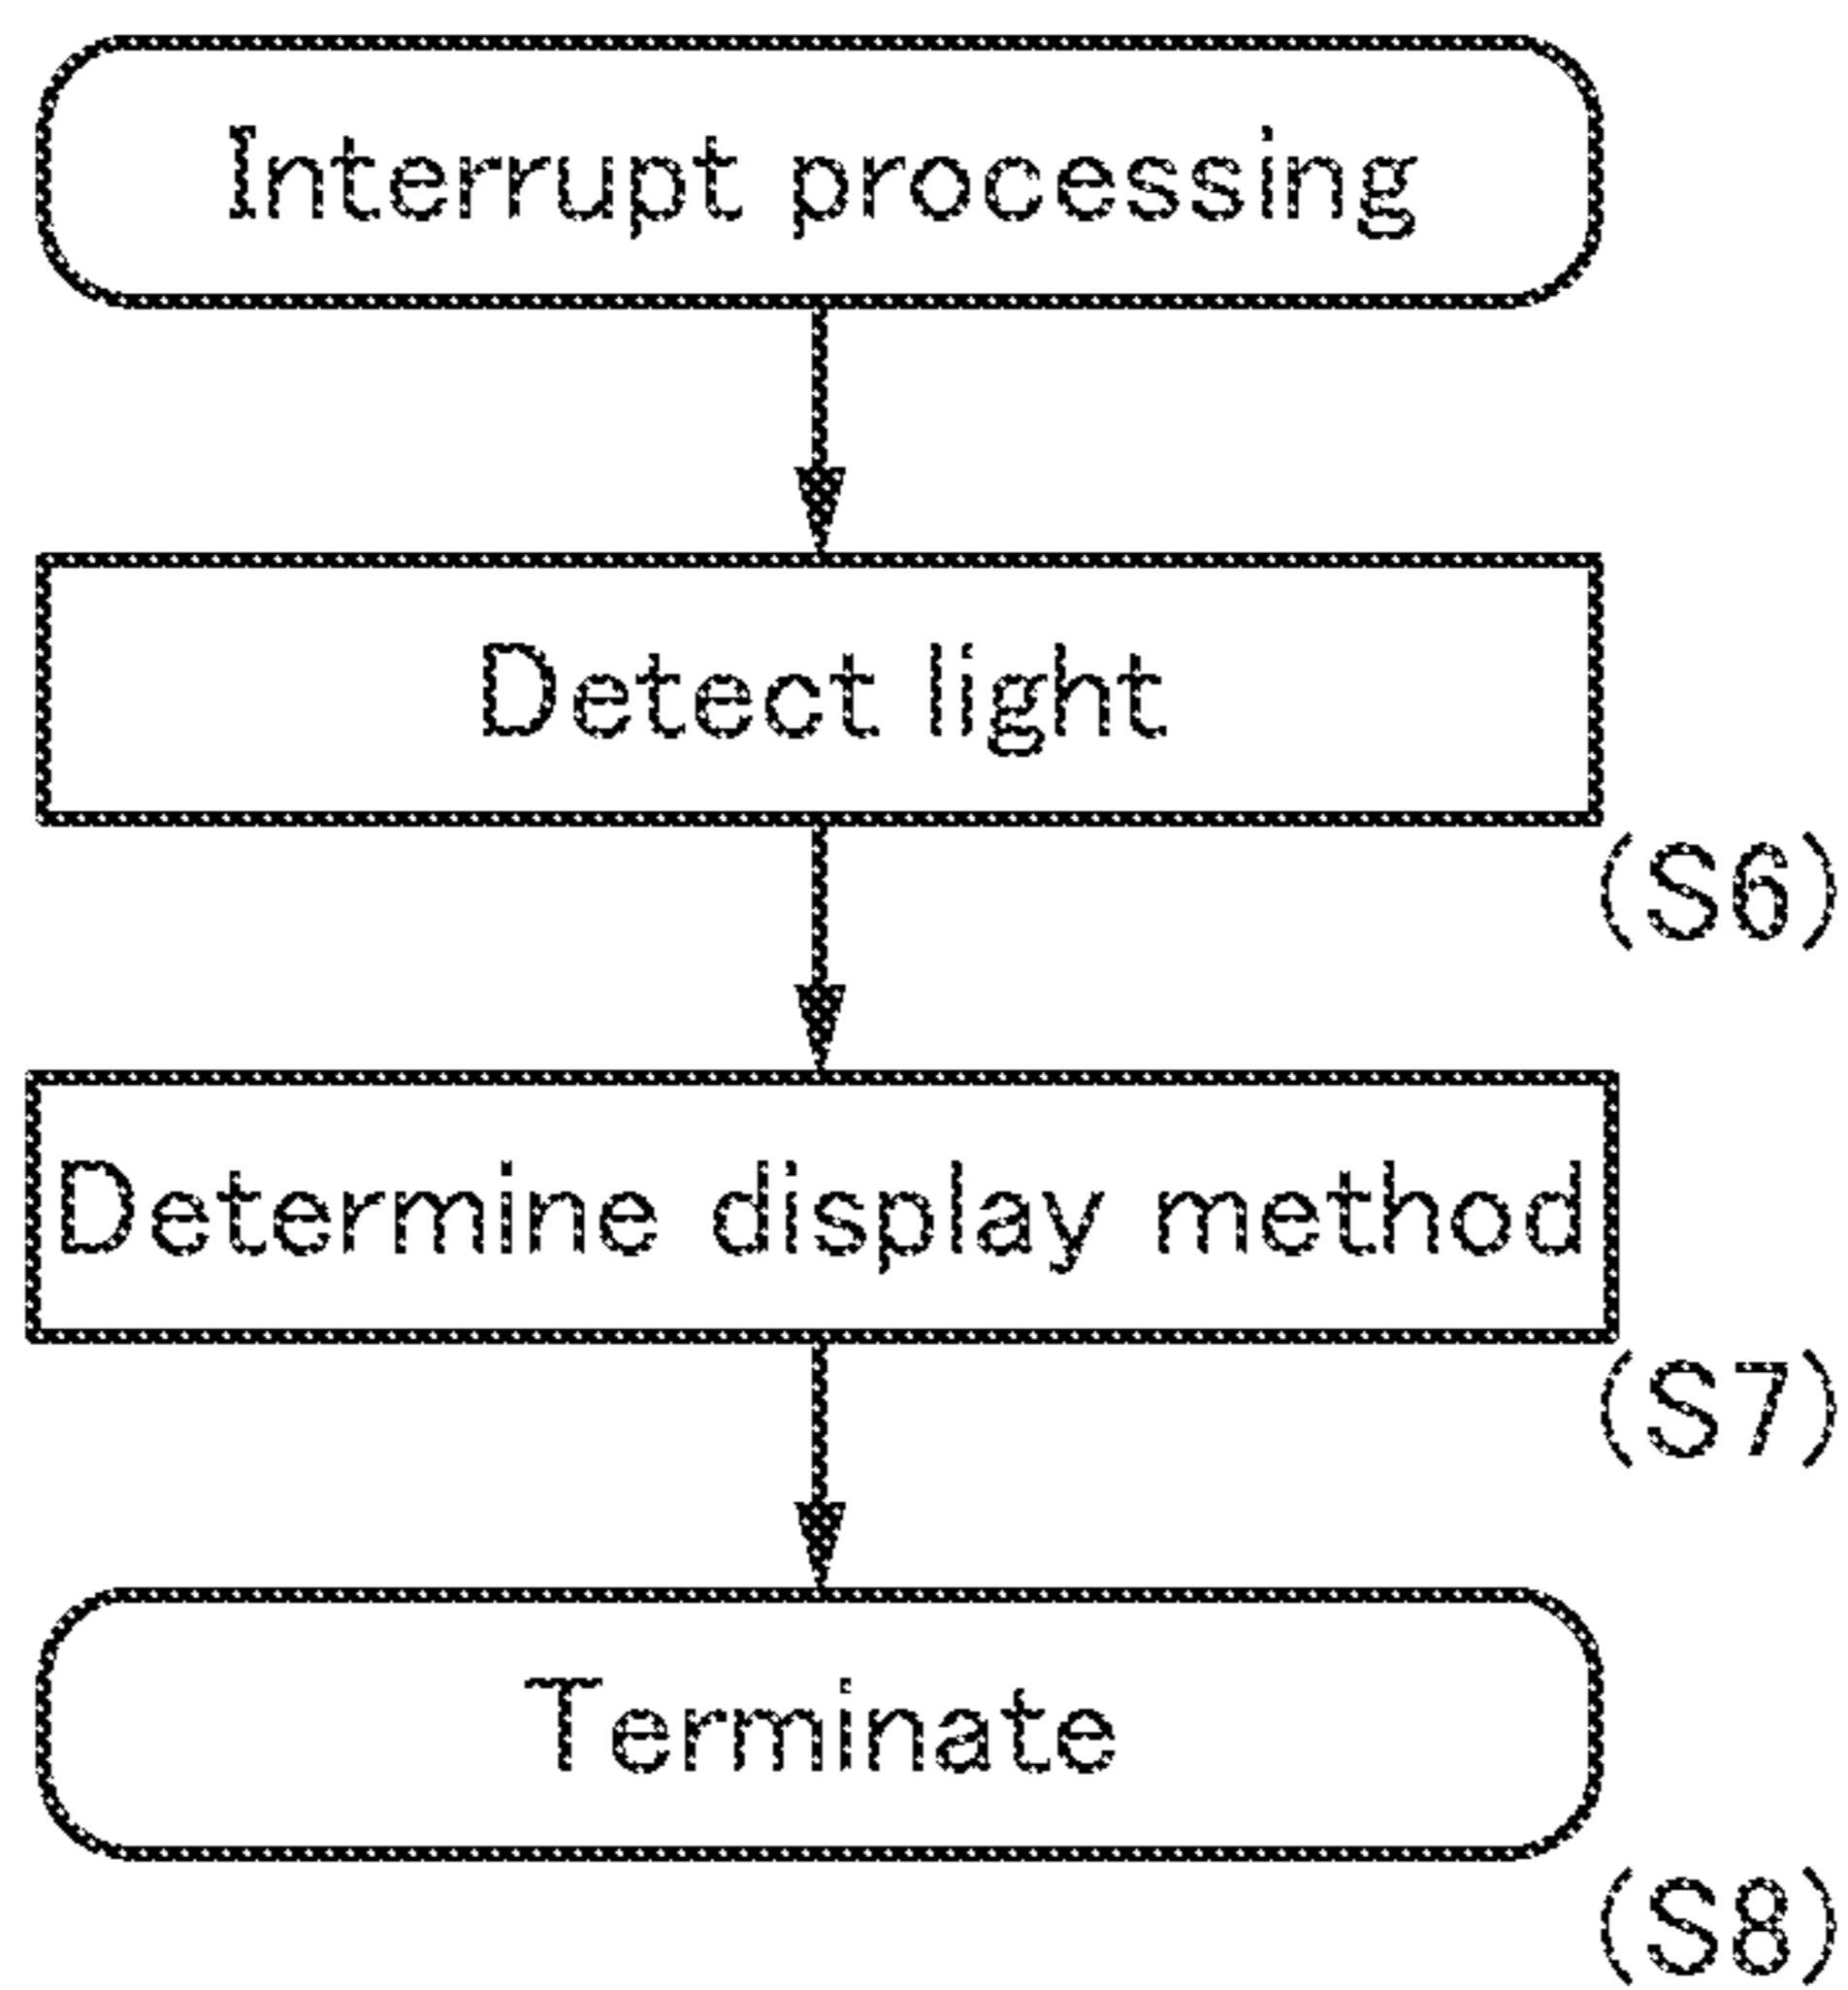 Interrupt processing
Detect light
(S6)
Determine display method
(S7)
Terminate
(S8)